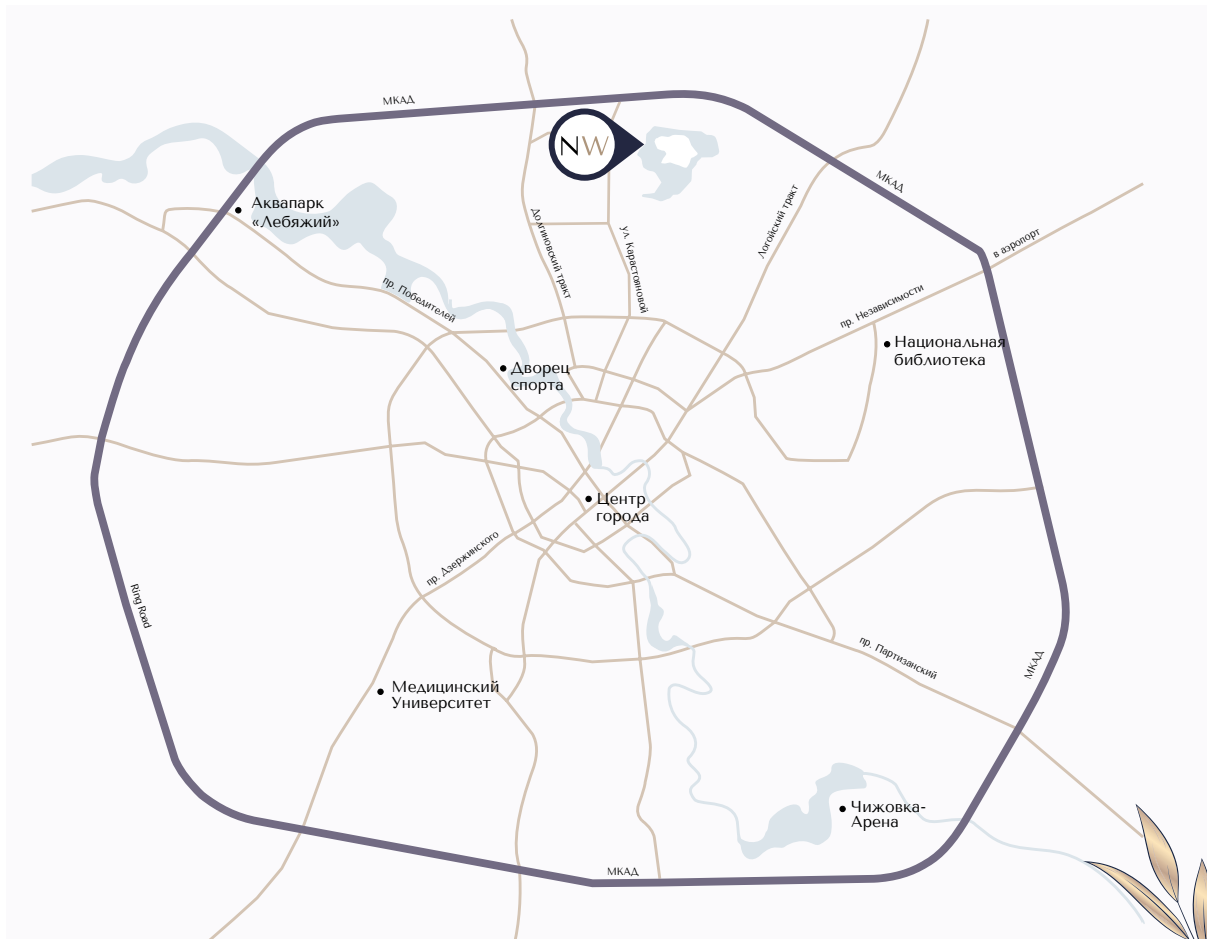 МКАД
NW
МКАД
Аквапарк
«Лебяжий»
Долгиновский тракт
ул. Карастояновой
Логойский тракт
в аэропорт
пр. Победителей
пр. Независимости
Национальная
библиотека
Дворец
спорта
Центр
города
пр. Дзержинского
Ring Road
пр. Партизанский
МКАД
Медицинский
Университет
Чижовка-
Арена
МКАД